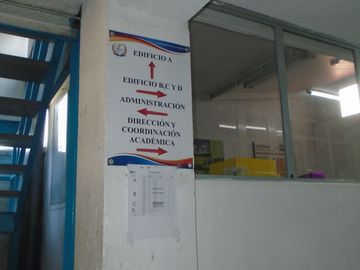 EDIFICIO A
EDIFICIO B,C Y D
ADMINISTRACIÓN
DIRECCIÓN Y
COORDINACIÓN
ACADÉMICA
A
B
C
D